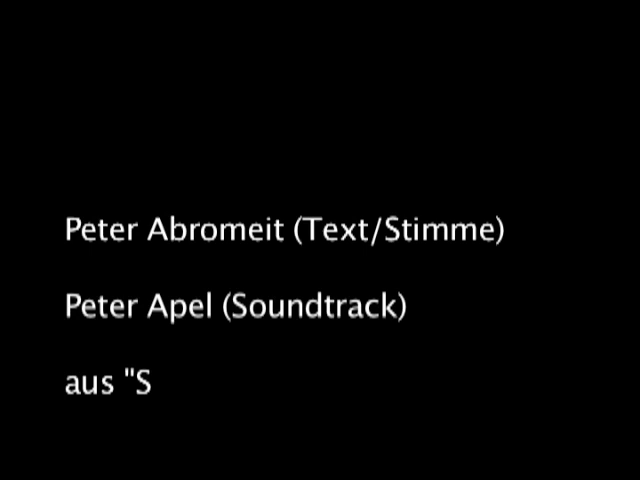 Peter Abromeit (Text/Stimme)
Peter Apel (Soundtrack)
aus "S